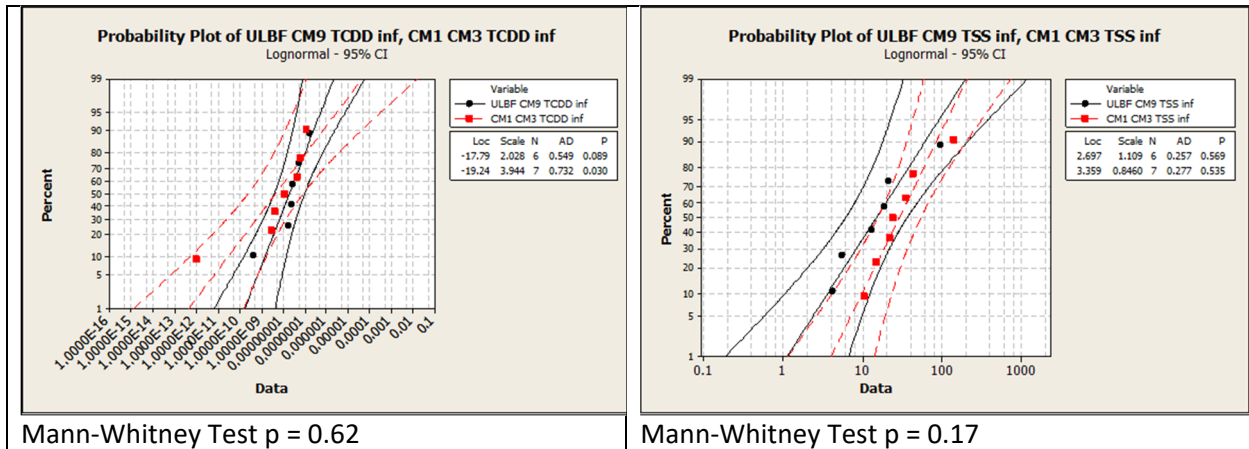 Probability Plot of ULBF CM9 TCDD inf, CM1 CM3 TCDD inf
Lognormal - 95% CI
99
95
90
80
70
60
50
40
30
20
10
5
1
Percent
1.0000E-16
1.0000E-15
1.0000E-14
1.0000E-13
1.0000E-12
1.0000E-11
1.0000E-10
1.0000E-09
0.00000001
0.0000001
0.000001
0.00001
0.0001
0.001
0.01
0.1
Data
Variable
ULBF CM9 TCDD inf
CM1 CM3 TCDD inf
Loc Scale N AD P
-17.79 2.028 6 0.549 0.089
-19.24 3.944 7 0.732 0.030
Mann-Whitney Test p = 0.62
Probability Plot of ULBF CM9 TSS inf, CM1 CM3 TSS inf
Lognormal - 95% CI
99
95
90
80
70
60
50
40
30
20
10
5
1
Percent
0.1 1 10 100 1000
Data
Variable
ULBF CM9 TSS inf
CM1 CM3 TSS inf
Loc Scale N AD P
2.697 1.109 6 0.257 0.569
3.359 0.8460 7 0.277 0.535
Mann-Whitney Test p = 0.17